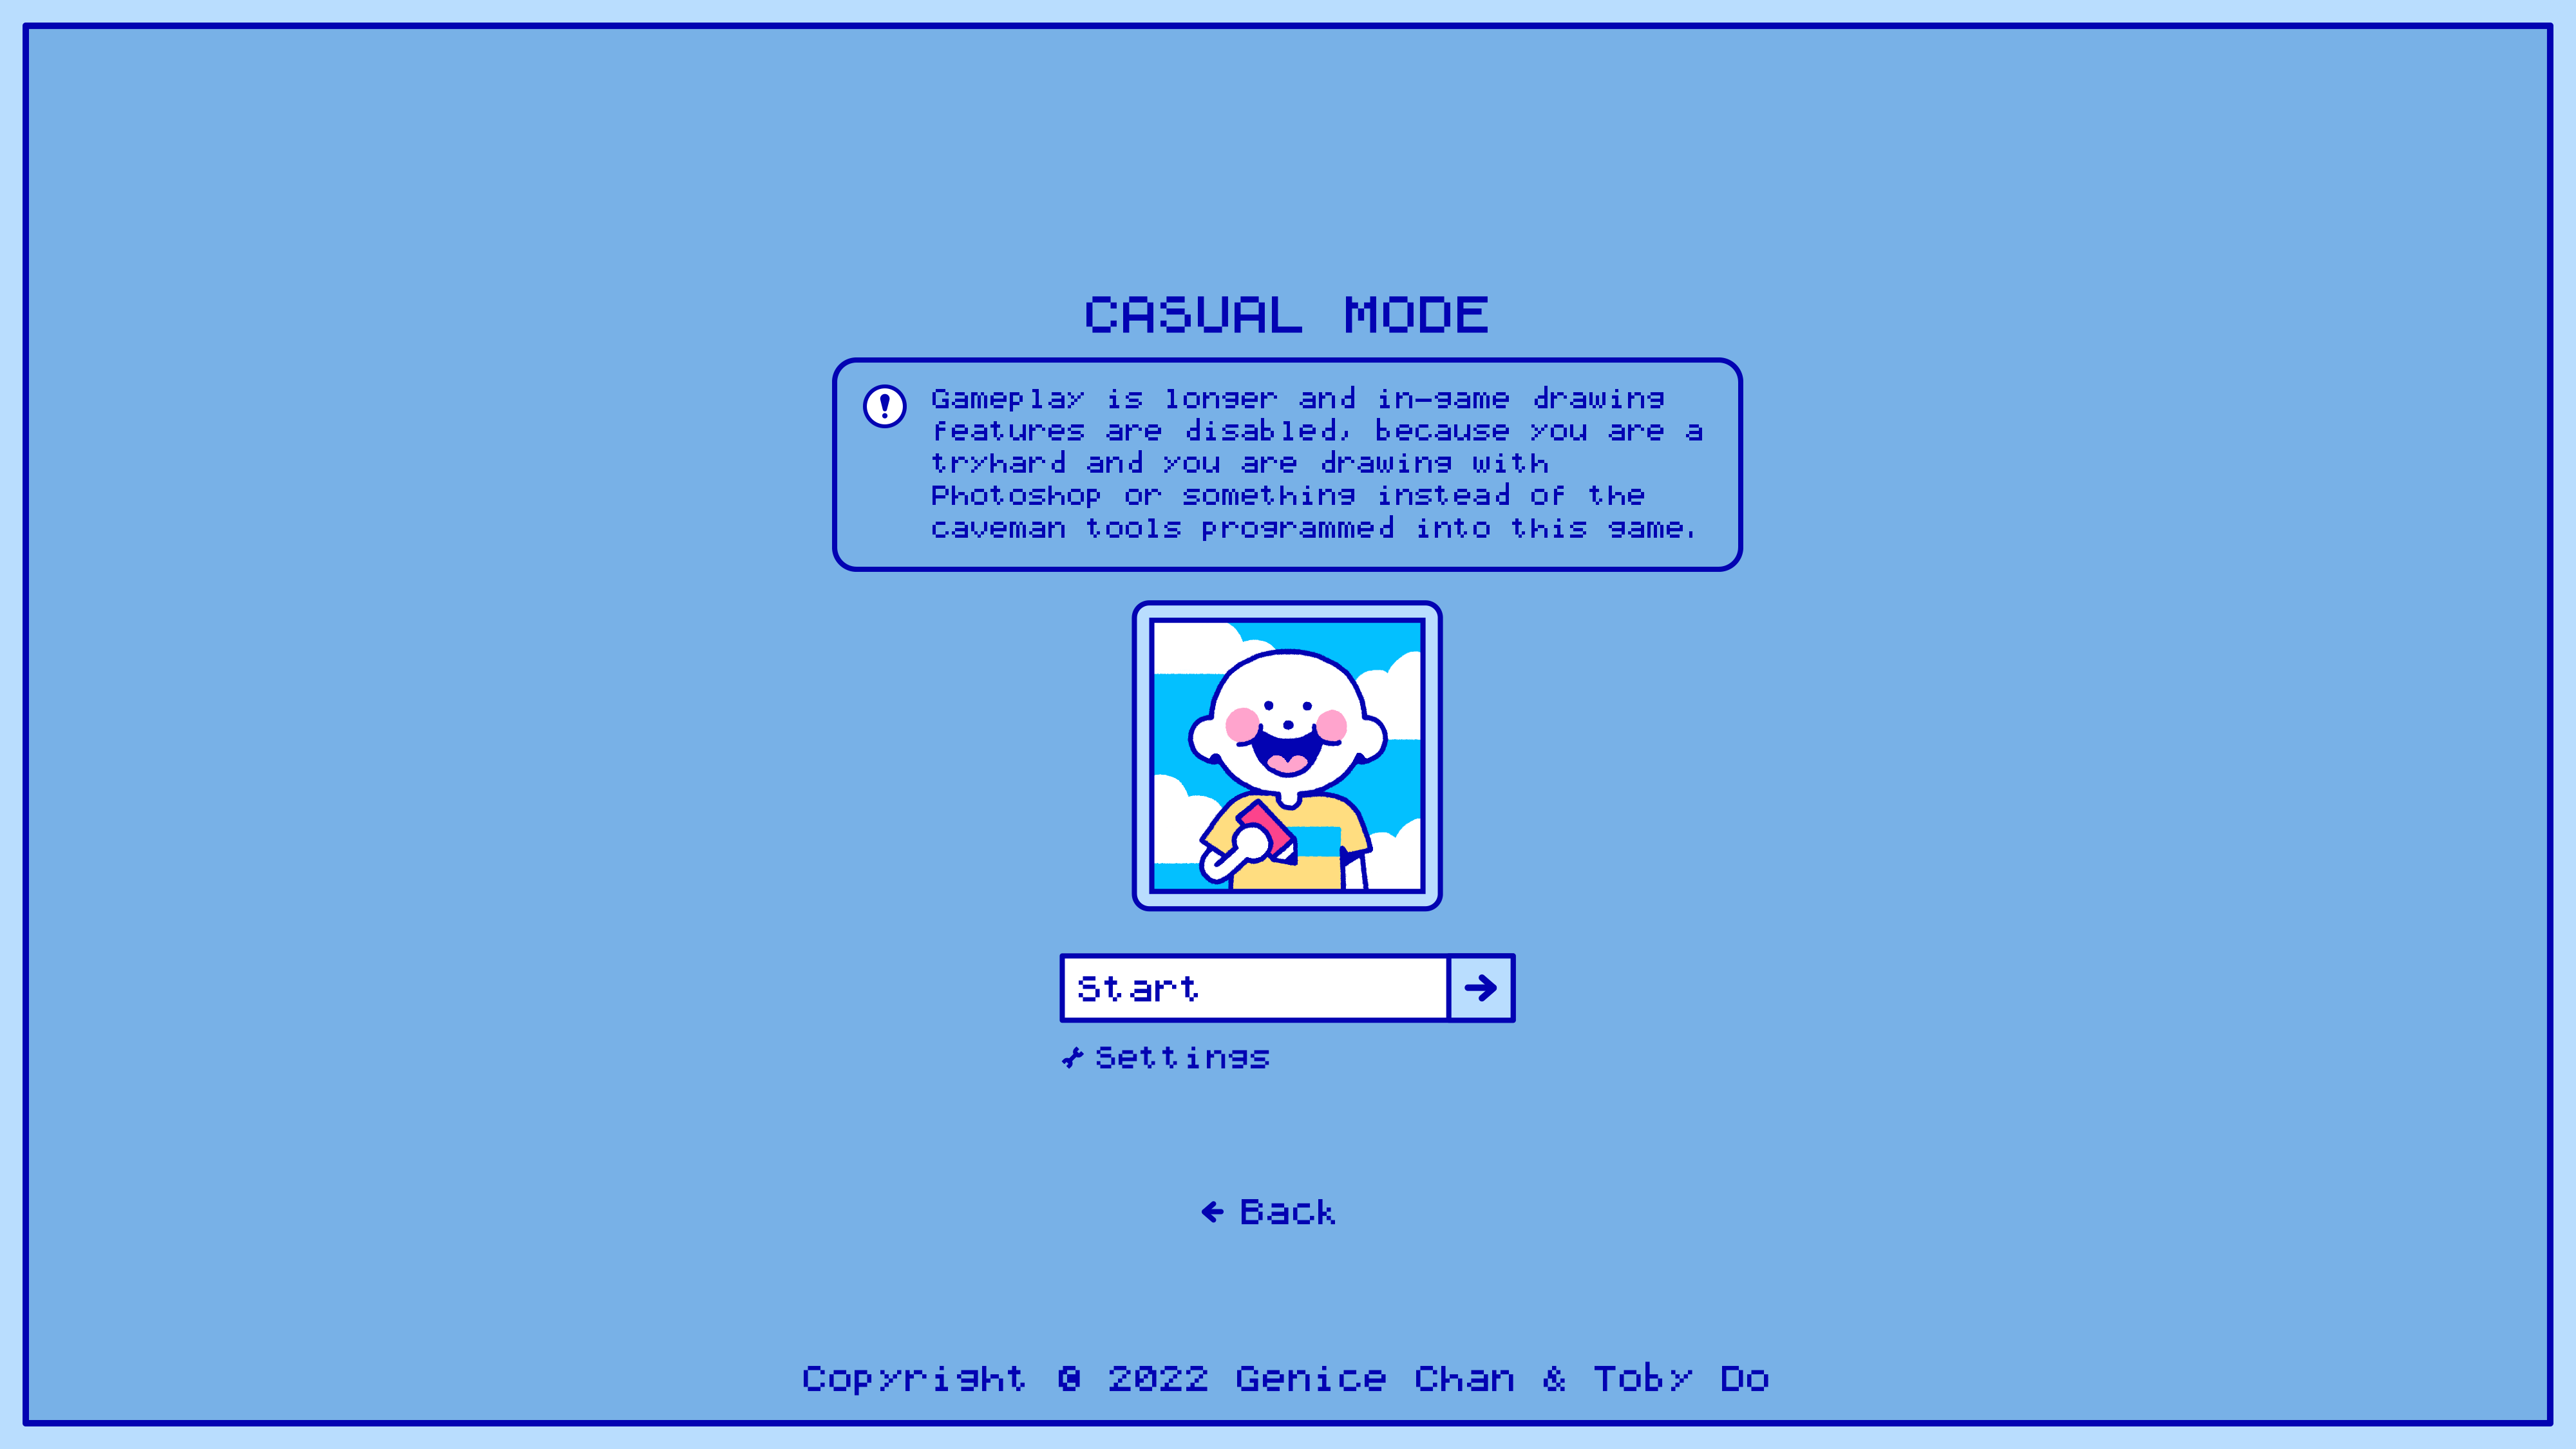 CASUAL MODE
Gameplay is longer and in-game drawing
features are disabled, because you are a
tryhard and you are drawing with
Photoshop or something instead of the
caveman tools programmed into this game.
Start
Settings
Back
Copyright © 2022 Genice Chan & Toby Do